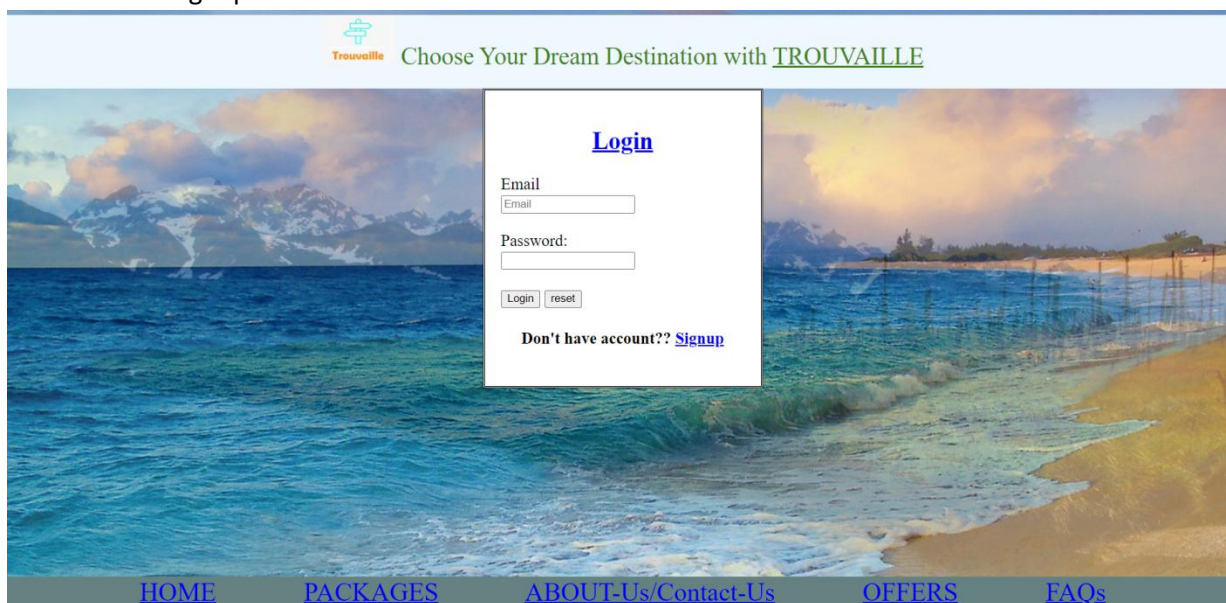 Trouvaille
Choose Your Dream Destination with TROUVAILLE
Login
Email
Email
Password:
Login reset
Don't have account?? Signup
HOME PACKAGES ABOUT-Us/Contact-Us OFFERS FAQs